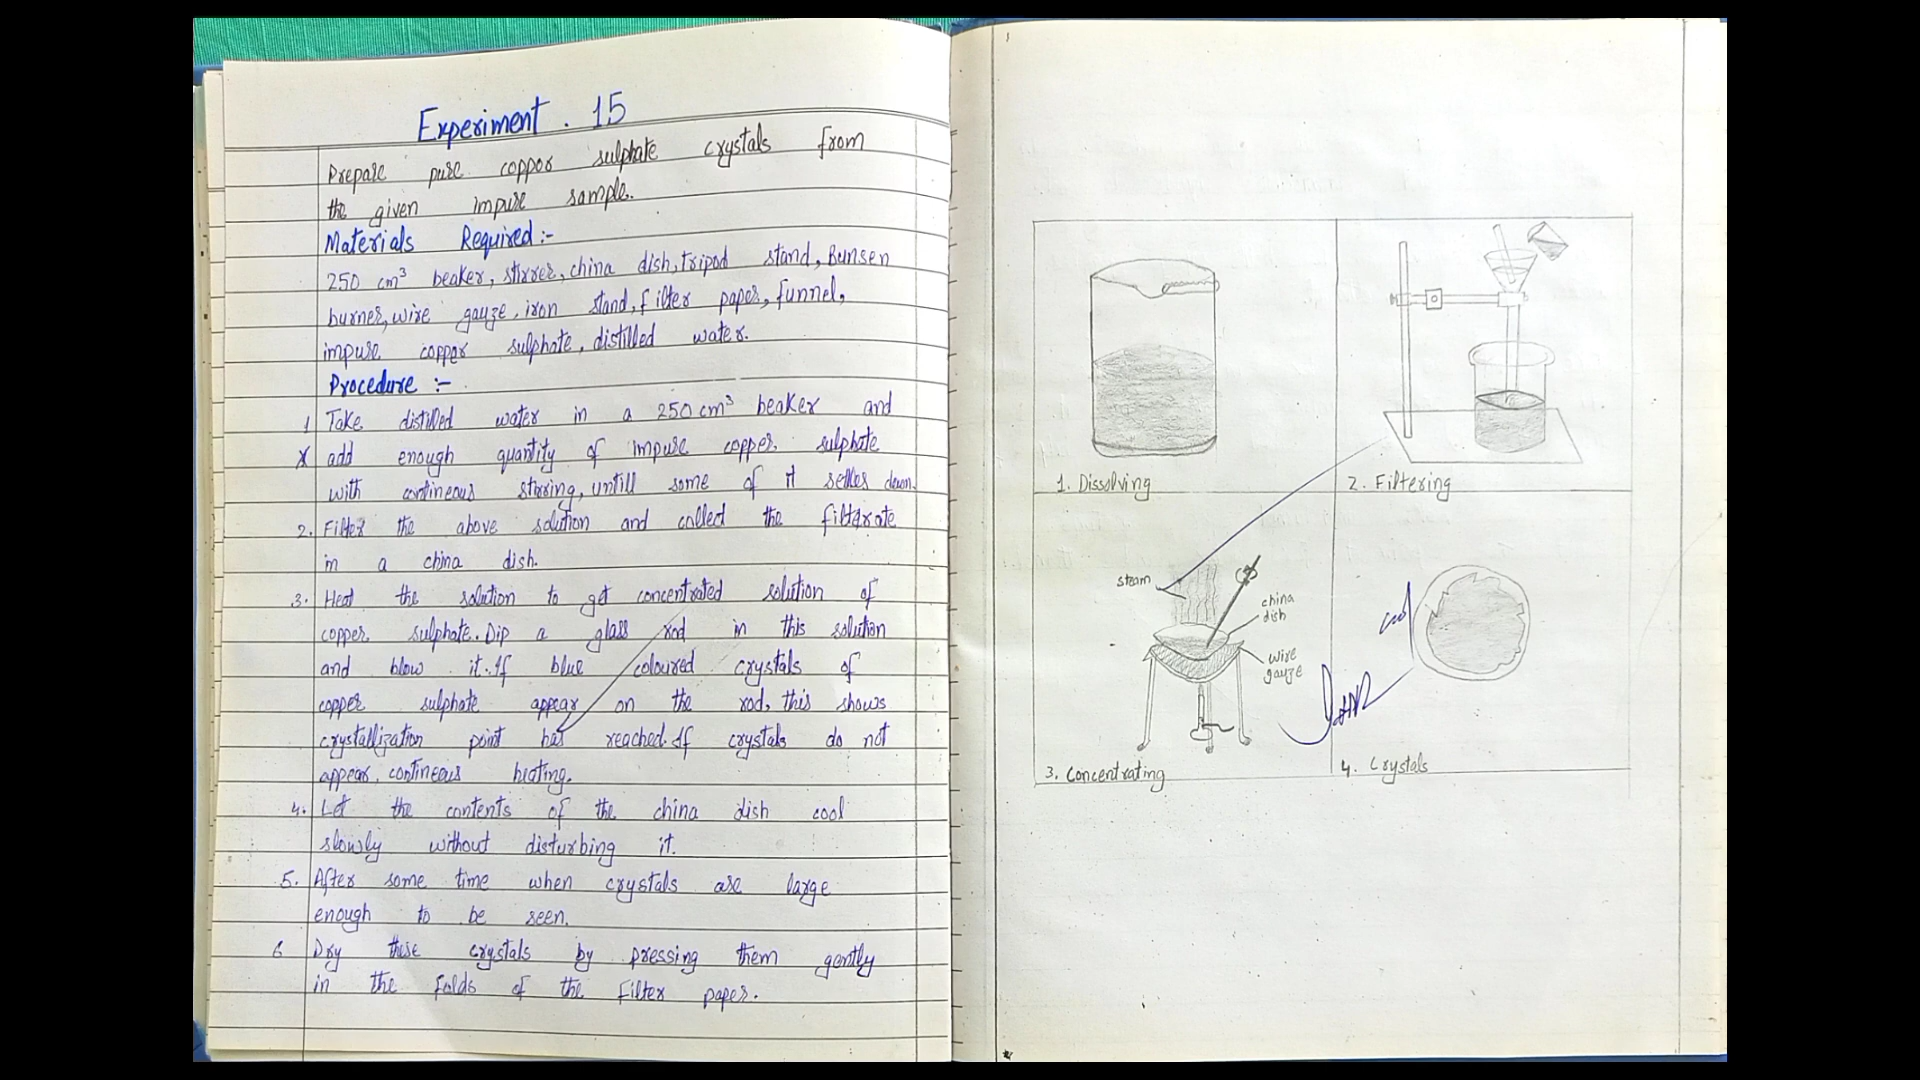 Experiment . 15
Prepare pure coppor sulphate crystals from
the given impure sample.
Materials Required:-
250 cm³ beaker, stirrer, china dish, tripod stand, Bunsen
burner, wire gauze, iron stand, filter paper, funnel,
impure copper sulphate, distilled water.
Procedure :-
1 Take distilled water in a 250 cm³ beaker and
add enough quantity of impure copper sulphate
with contineous stirring, untill some of it settles down.
2. Filter the above solution and collect the filtarate
in a china dish.
3. Heat the solution to get concentrated solution of
copper sulphate. Dip a glass rod in this solution
and blow it. If blue coloured crystals of
copper sulphate appear on the rod, this shows
crystallization point has reached. If crystals do not
appear, contineous heating.
4. Let the contents of the china dish cool
slowly without disturbing it.
5. After some time when crystals are large
enough to be seen.
6 Dry these crystals by pressing them gently
in the folds of the filter paper.
1. Dissolving
2. Filtering
steam
china
dish
wire
gauze
3. Concentrating
4. Crystals